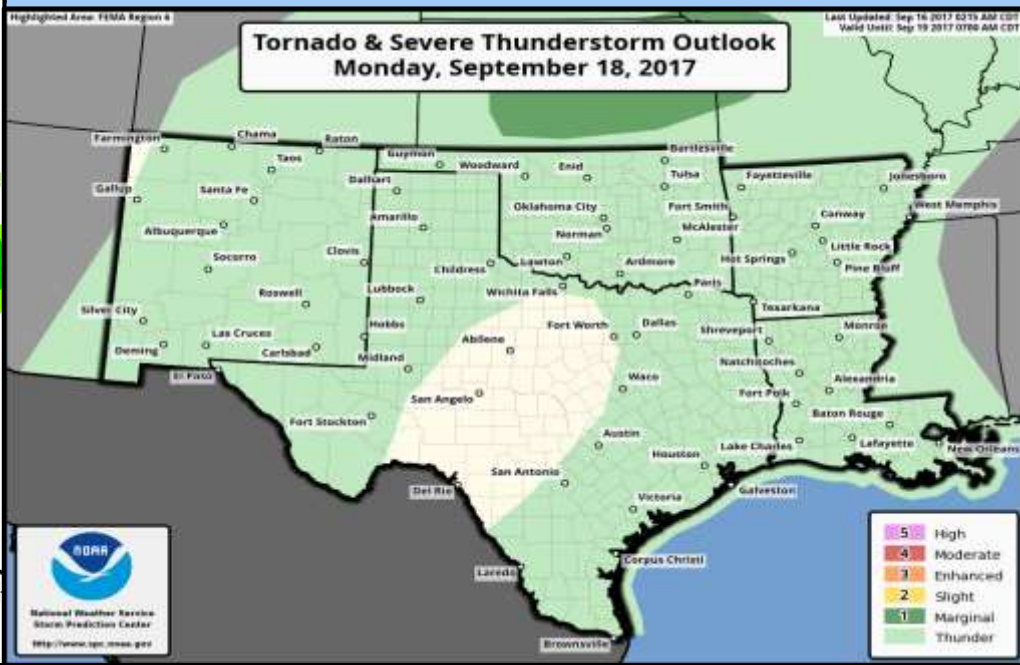 Highlighted Area: FEMA Region 6
Last Updated: Sep 16 2017 0215 AM CDT
Valid Until: Sep 19 2017 0700 AM CDT
Tornado & Severe Thunderstorm Outlook
Monday, September 18, 2017
Farmington
Chama
Raton
Taos
Guymon
Woodward
Enid
Bartlesville
Tulsa
Fayetteville
Jonesboro
Gallup
Santa Fe
Dalhart
Oklahoma City
Fort Smith
Conway
West Memphis
Albuquerque
Amarillo
Norman
McAlester
Little Rock
Socorro
Clovis
Childress
Lawton
Ardmore
Hot Springs
Pine Bluff
Roswell
Lubbock
Wichita Falls
Paris
Texarkana
Silver City
Las Cruces
Hobbs
Abilene
Fort Worth
Dallas
Shreveport
Monroe
Deming
Carlsbad
Midland
Natchitoches
El Paso
San Angelo
Waco
Fort Polk
Alexandria
Fort Stockton
Austin
Baton Rouge
Houston
Lake Charles
Lafayette
New Orleans
Del Rio
San Antonio
Victoria
Galveston
Laredo
Corpus Christi
Brownsville
NOAA
National Weather Service
Storm Prediction Center
http://www.spc.noaa.gov
5 High
4 Moderate
3 Enhanced
2 Slight
1 Marginal
Thunder